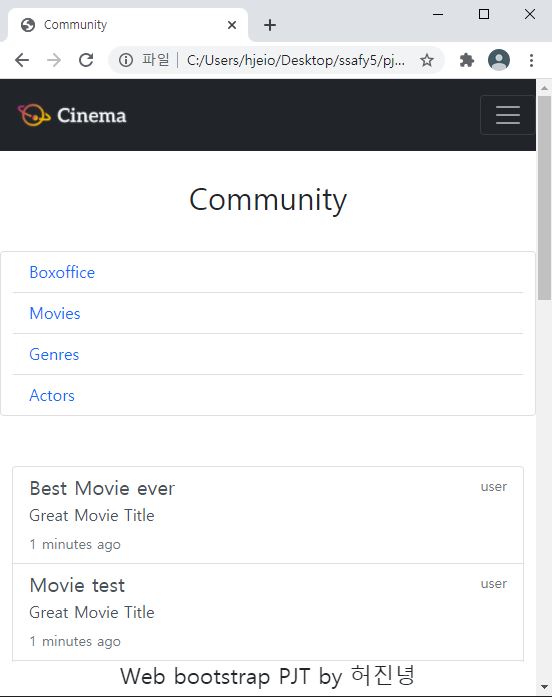 Community
파일 | C:/Users/hjeio/Desktop/ssafy5/pj...
Cinema
Community
Boxoffice
Movies
Genres
Actors
Best Movie ever user
Great Movie Title
1 minutes ago
Movie test user
Great Movie Title
1 minutes ago
Web bootstrap PJT by 허진녕